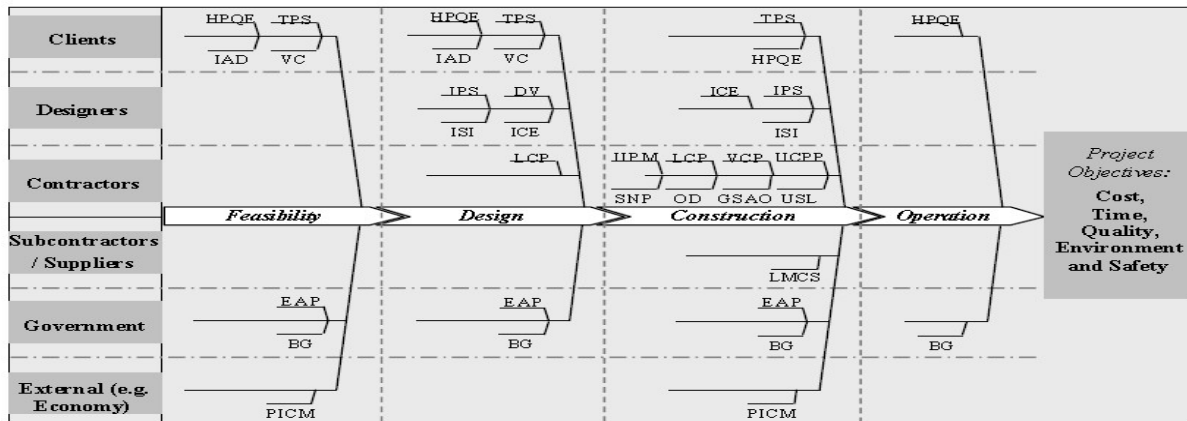 HPQE TPS HPQE TPS TPS HPQE
Clients
IAD VC IAD VC HPQE
IPS DV ICE IPS
Designers
ISI ICE ISI
LCP IIPM LCP VCP UCPP
Contractors
SNP OD GSAO USL
Feasibility Design Construction Operation
Project
Objectives:
Cost,
Time,
Quality,
Environment
and Safety
Subcontractors
/ Suppliers
LMCS
EAP EAP EAP
Government
BG BG BG BG
External (e.g.
Economy)
PICM PICM